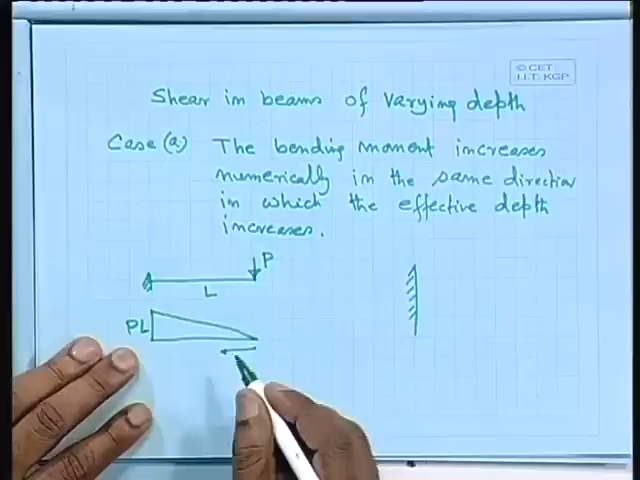 © CET
I.I.T. KGP
Shear in beams of varying depth
Case (a) The bending moment increases
numerically in the same direction
in which the effective depth
increases.
P
L
PL